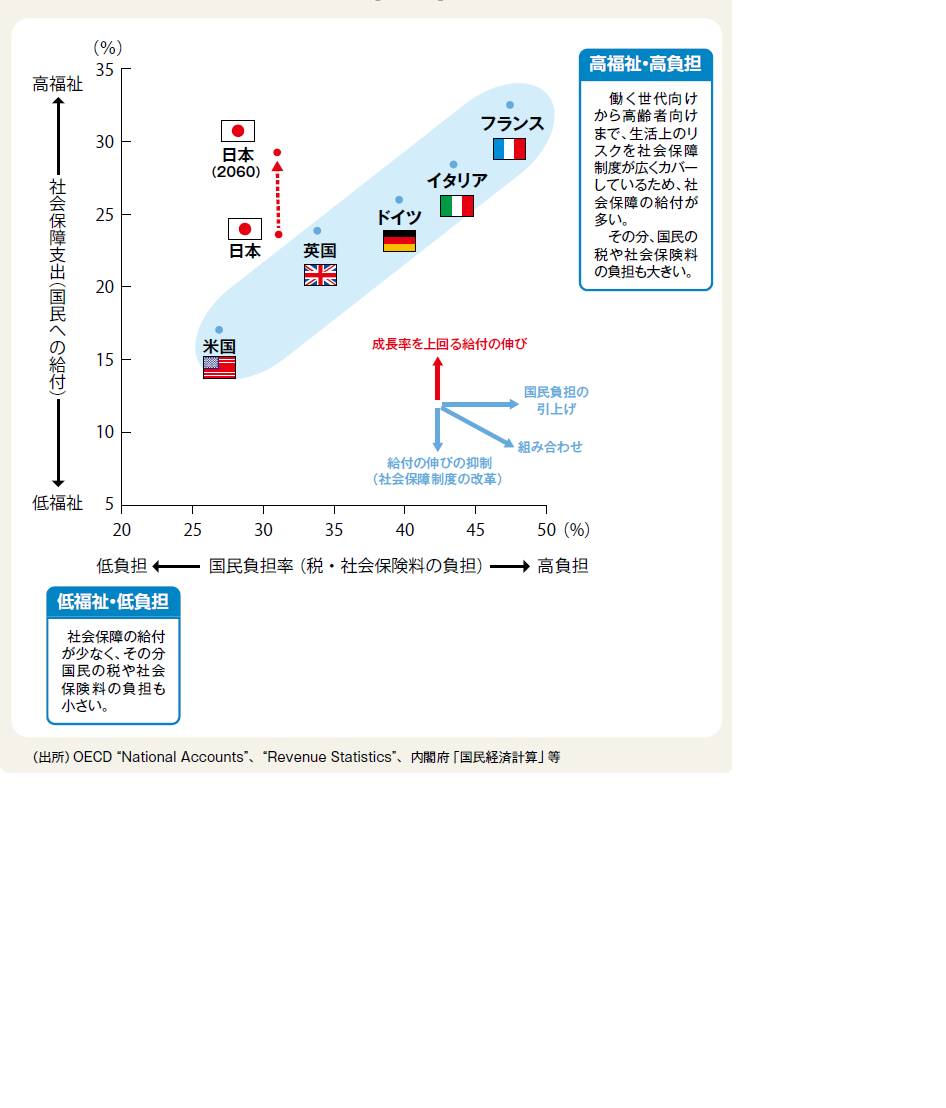 (%)
35
高福祉
30
25
20
15
10
5
低福祉
社会保障支出(国民への給付)
日本
(2060)
日本
米国
英国
ドイツ
イタリア
フランス
高福祉・高負担
働く世代向け
から高齢者向け
まで、生活上のリ
スクを社会保障
制度が広くカバー
しているため、社
会保障の給付が
多い。
その分、国民の
税や社会保険料
の負担も大きい。
成長率を上回る給付の伸び
国民負担の
引上げ
組み合わせ
給付の伸びの抑制
(社会保障制度の改革)
20 25 30 35 40 45 50 (%)
低負担 国民負担率(税・社会保険料の負担) 高負担
低福祉・低負担
社会保障の給付
が少なく、その分
国民の税や社会
保険料の負担も
小さい。
(出所) OECD “National Accounts”、“Revenue Statistics”、内閣府「国民経済計算」等